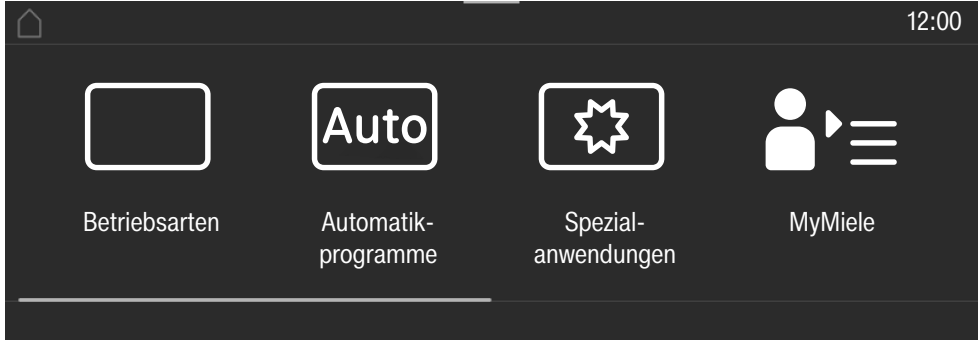 12:00
Auto
Betriebsarten
Automatik-
programme
Spezial-
anwendungen
MyMiele